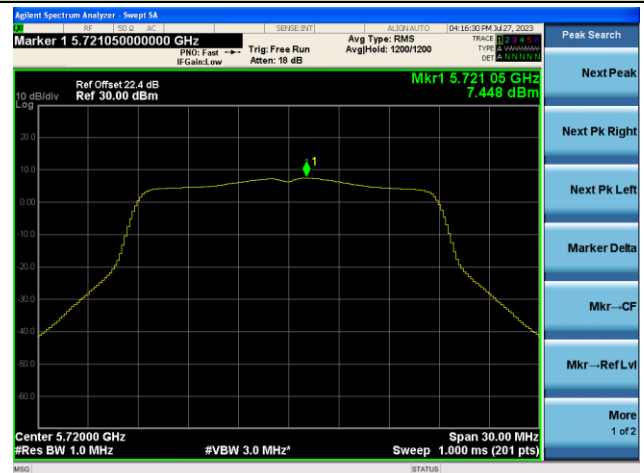 Agilent Spectrum Analyzer - Swept SA
RF 50 Ω AC SENSE:INT ALIGNAUTO 04:16:30 PM Jul 27, 2023
Marker 1 5.721050000000 GHz Avg Type: RMS TRACE 1 2 3 4 5 6
PNO: Fast Trig: Free Run Avg|Hold: 1200/1200 TYPE A WWWWW
IFGain:Low Atten: 18 dB DET A N N N N N
Peak Search
Mkr1 5.721 05 GHz
Ref Offset 22.4 dB
10 dB/div Ref 30.00 dBm 7.448 dBm
Log
20.0
10.0
1
0.00
-10.0
-20.0
-30.0
-40.0
-50.0
-60.0
Center 5.72000 GHz Span 30.00 MHz
#Res BW 1.0 MHz #VBW 3.0 MHz* Sweep 1.000 ms (201 pts)
MSG STATUS
Next Peak
Next Pk Right
Next Pk Left
Marker Delta
Mkr→CF
Mkr→Ref Lvl
More
1 of 2